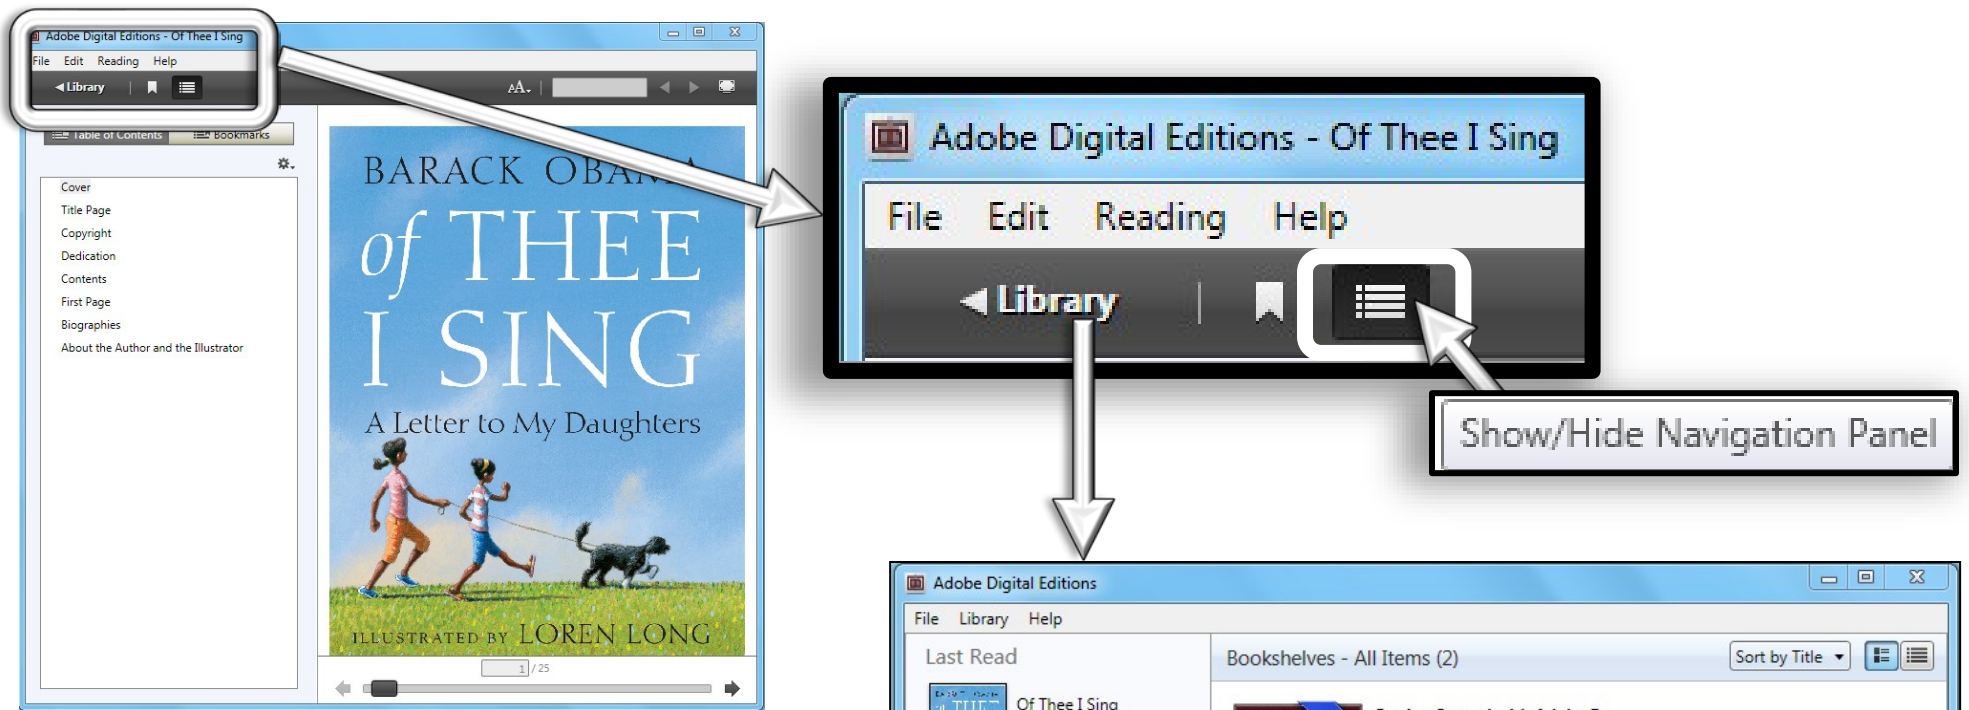 Adobe Digital Editions - Of Thee I Sing
File Edit Reading Help
Library
AA
Table of Contents Bookmarks
Cover
Title Page
Copyright
Dedication
Contents
First Page
Biographies
About the Author and the Illustrator
BARACK OBAMA
of THEE
I SING
A Letter to My Daughters
ILLUSTRATED BY LOREN LONG
1 / 25
Adobe Digital Editions - Of Thee I Sing
File Edit Reading Help
Library
Show/Hide Navigation Panel
Adobe Digital Editions
File Library Help
Last Read
Of Thee I Sing
Bookshelves - All Items (2)
Sort by Title